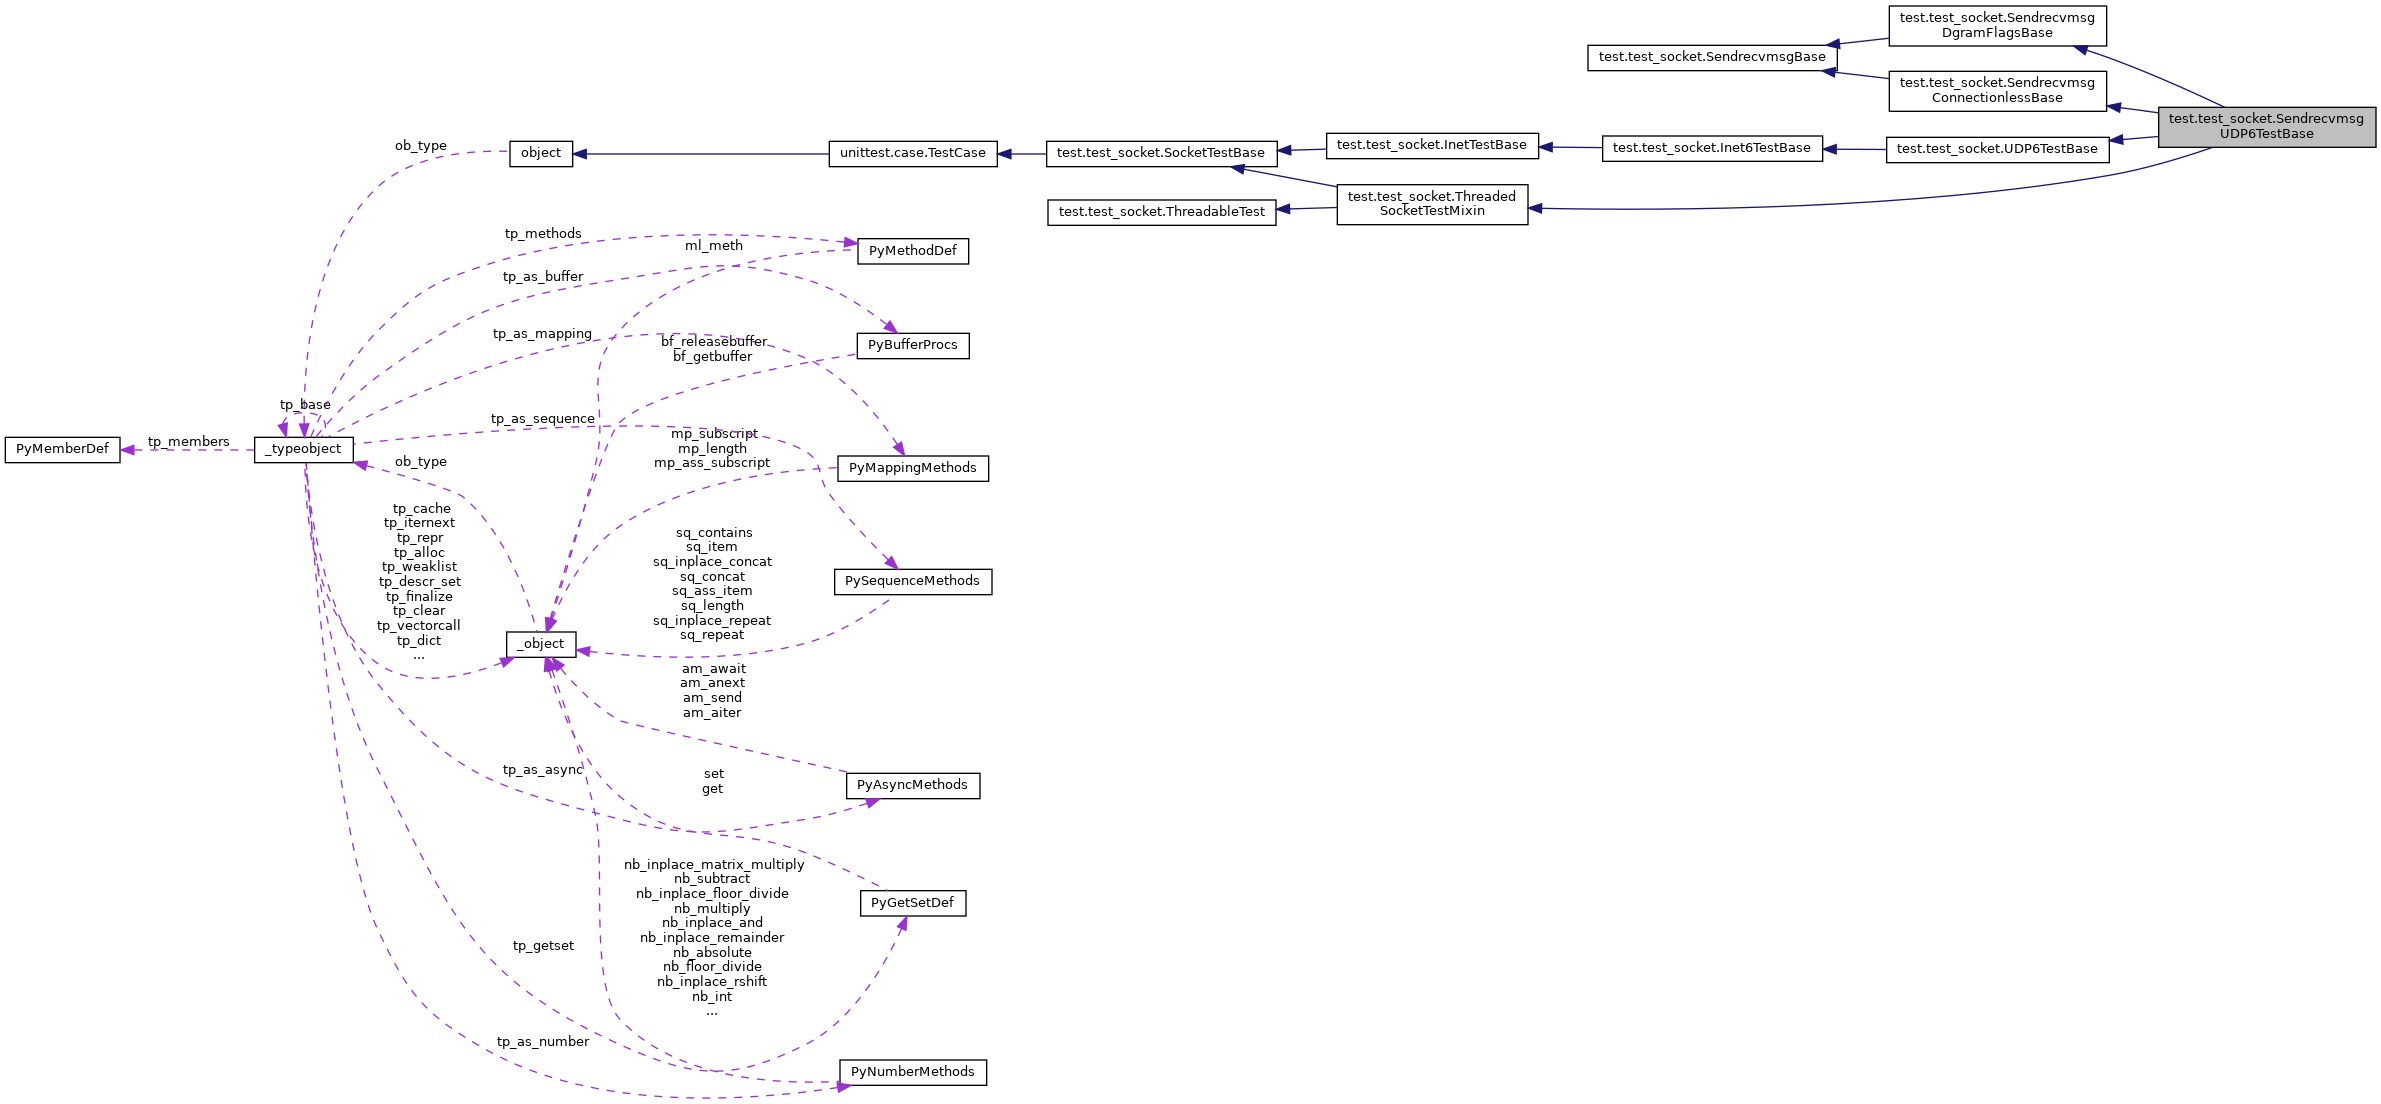 test.test_socket.Sendrecvmsg
DgramFlagsBase
test.test_socket.SendrecvmsgBase
test.test_socket.Sendrecvmsg
ConnectionlessBase
test.test_socket.Sendrecvmsg
UDP6TestBase
ob_type
object
unittest.case.TestCase
test.test_socket.SocketTestBase
test.test_socket.InetTestBase
test.test_socket.Inet6TestBase
test.test_socket.UDP6TestBase
test.test_socket.ThreadableTest
test.test_socket.Threaded
SocketTestMixin
tp_methods
ml_meth
PyMethodDef
tp_as_buffer
tp_as_mapping
bf_releasebuffer
bf_getbuffer
PyBufferProcs
tp_base
tp_as_sequence
PyMemberDef
tp_members
_typeobject
ob_type
mp_subscript
mp_length
mp_ass_subscript
PyMappingMethods
tp_cache
tp_iternext
tp_repr
tp_alloc
tp_weaklist
tp_descr_set
tp_finalize
tp_clear
tp_vectorcall
tp_dict
...
sq_contains
sq_item
sq_inplace_concat
sq_concat
sq_ass_item
sq_length
sq_inplace_repeat
sq_repeat
PySequenceMethods
_object
am_await
am_anext
am_send
am_aiter
tp_as_async
set
get
PyAsyncMethods
nb_inplace_matrix_multiply
nb_subtract
nb_inplace_floor_divide
nb_multiply
nb_inplace_and
nb_inplace_remainder
nb_absolute
nb_floor_divide
nb_inplace_rshift
nb_int
...
PyGetSetDef
tp_getset
tp_as_number
PyNumberMethods